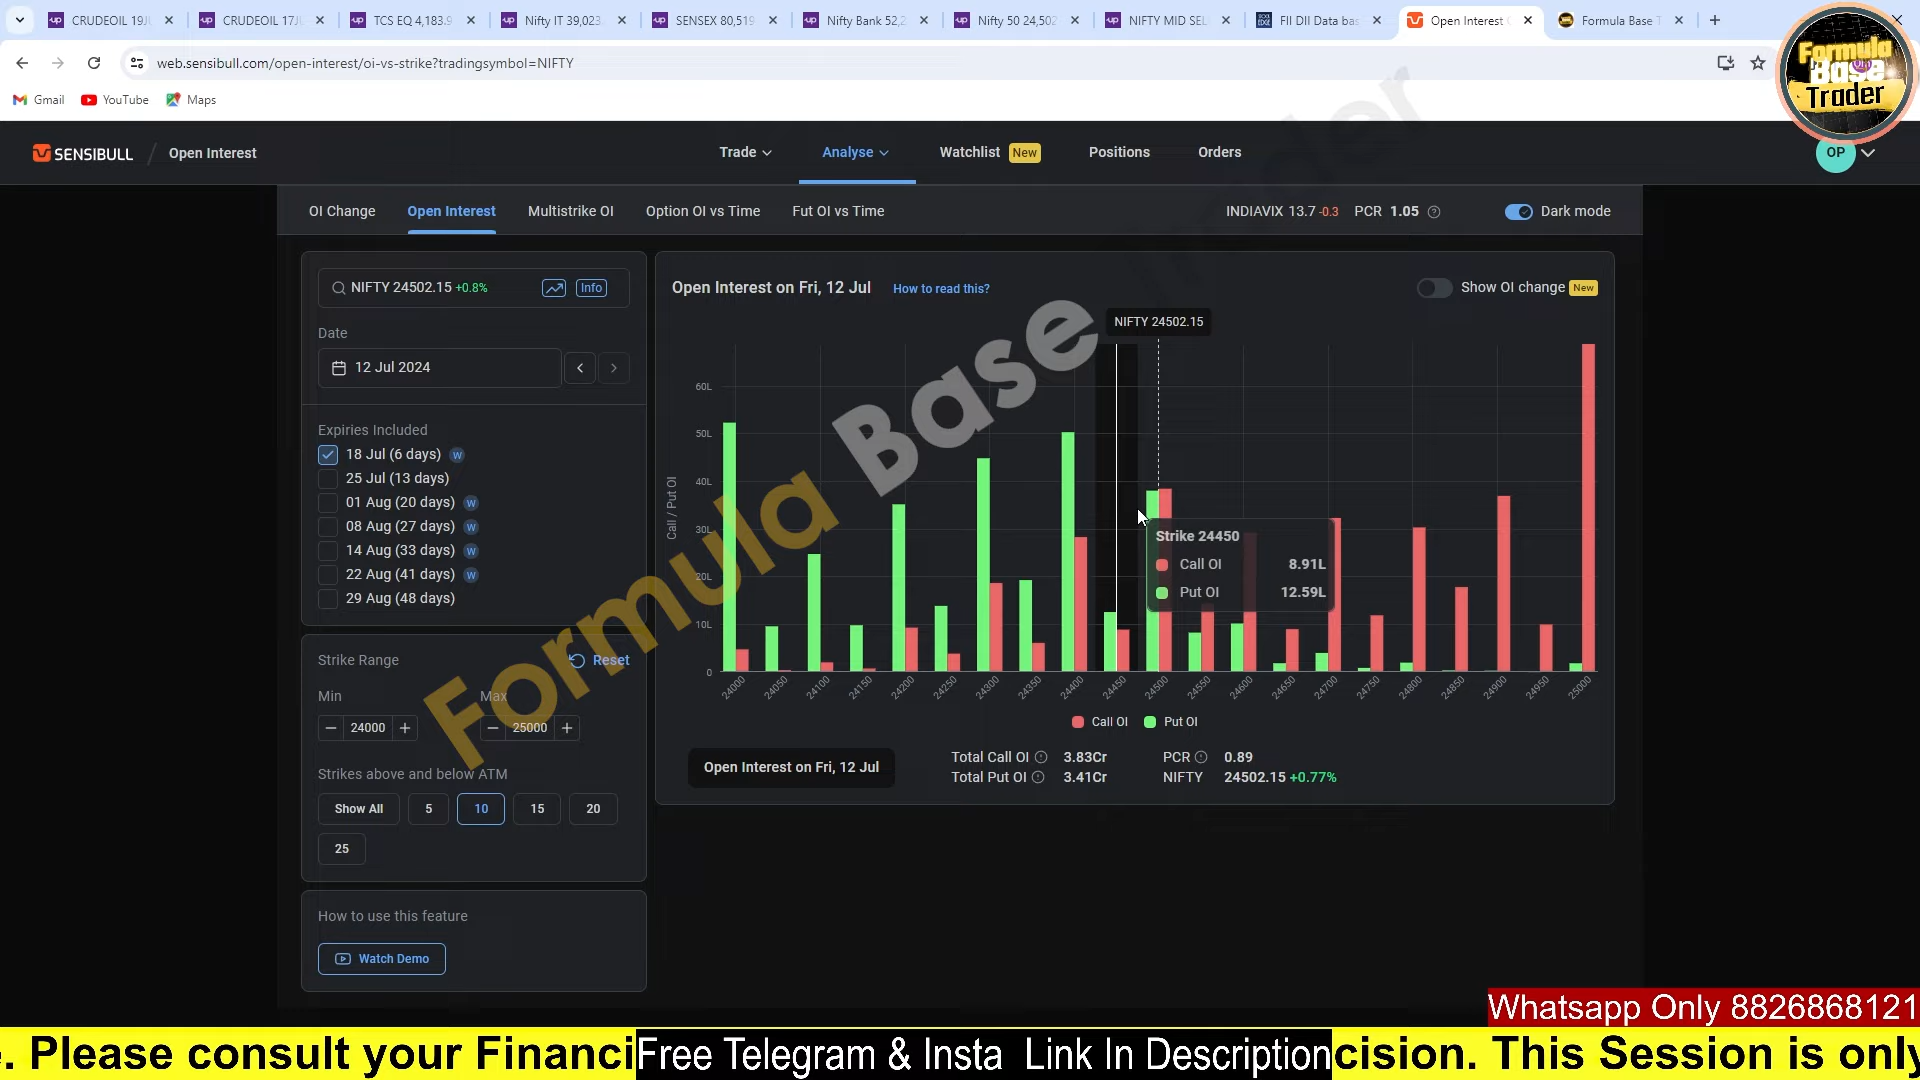 CRUDEOIL 19JU
CRUDEOIL 17JU
TCS EQ 4,183.9
Nifty IT 39,023.
SENSEX 80,519
Nifty Bank 52,2
Nifty 50 24,502
NIFTY MID SEL
FII DII Data bas
Open Interest
Formula Base T
web.sensibull.com/open-interest/oi-vs-strike?tradingsymbol=NIFTY
Gmail
YouTube
Maps
Formula
Base
Trader
SENSIBULL / Open Interest
Trade
Analyse
Watchlist New
Positions
Orders
OP
OI Change
Open Interest
Multistrike OI
Option OI vs Time
Fut OI vs Time
INDIAVIX 13.7 -0.3
PCR 1.05
Dark mode
NIFTY 24502.15 +0.8%
Info
Date
12 Jul 2024
Expiries Included
18 Jul (6 days) W
25 Jul (13 days)
01 Aug (20 days) W
08 Aug (27 days) W
14 Aug (33 days) W
22 Aug (41 days) W
29 Aug (48 days)
Strike Range
Reset
Min
Max
24000
25000
Strikes above and below ATM
Show All
5
10
15
20
25
How to use this feature
Watch Demo
Open Interest on Fri, 12 Jul
How to read this?
Show OI change New
NIFTY 24502.15
Call / Put OI
60L
50L
40L
30L
20L
10L
0
Strike 24450
Call OI 8.91L
Put OI 12.59L
24000 24050 24100 24150 24200 24250 24300 24350 24400 24450 24500 24550 24600 24650 24700 24750 24800 24850 24900 24950 25000
Call OI
Put OI
Open Interest on Fri, 12 Jul
Total Call OI 3.83Cr
PCR 0.89
Total Put OI 3.41Cr
NIFTY 24502.15 +0.77%
Formula Base
Whatsapp Only 8826868121
. Please consult your Financi
Free Telegram & Insta Link In Description
cision. This Session is only